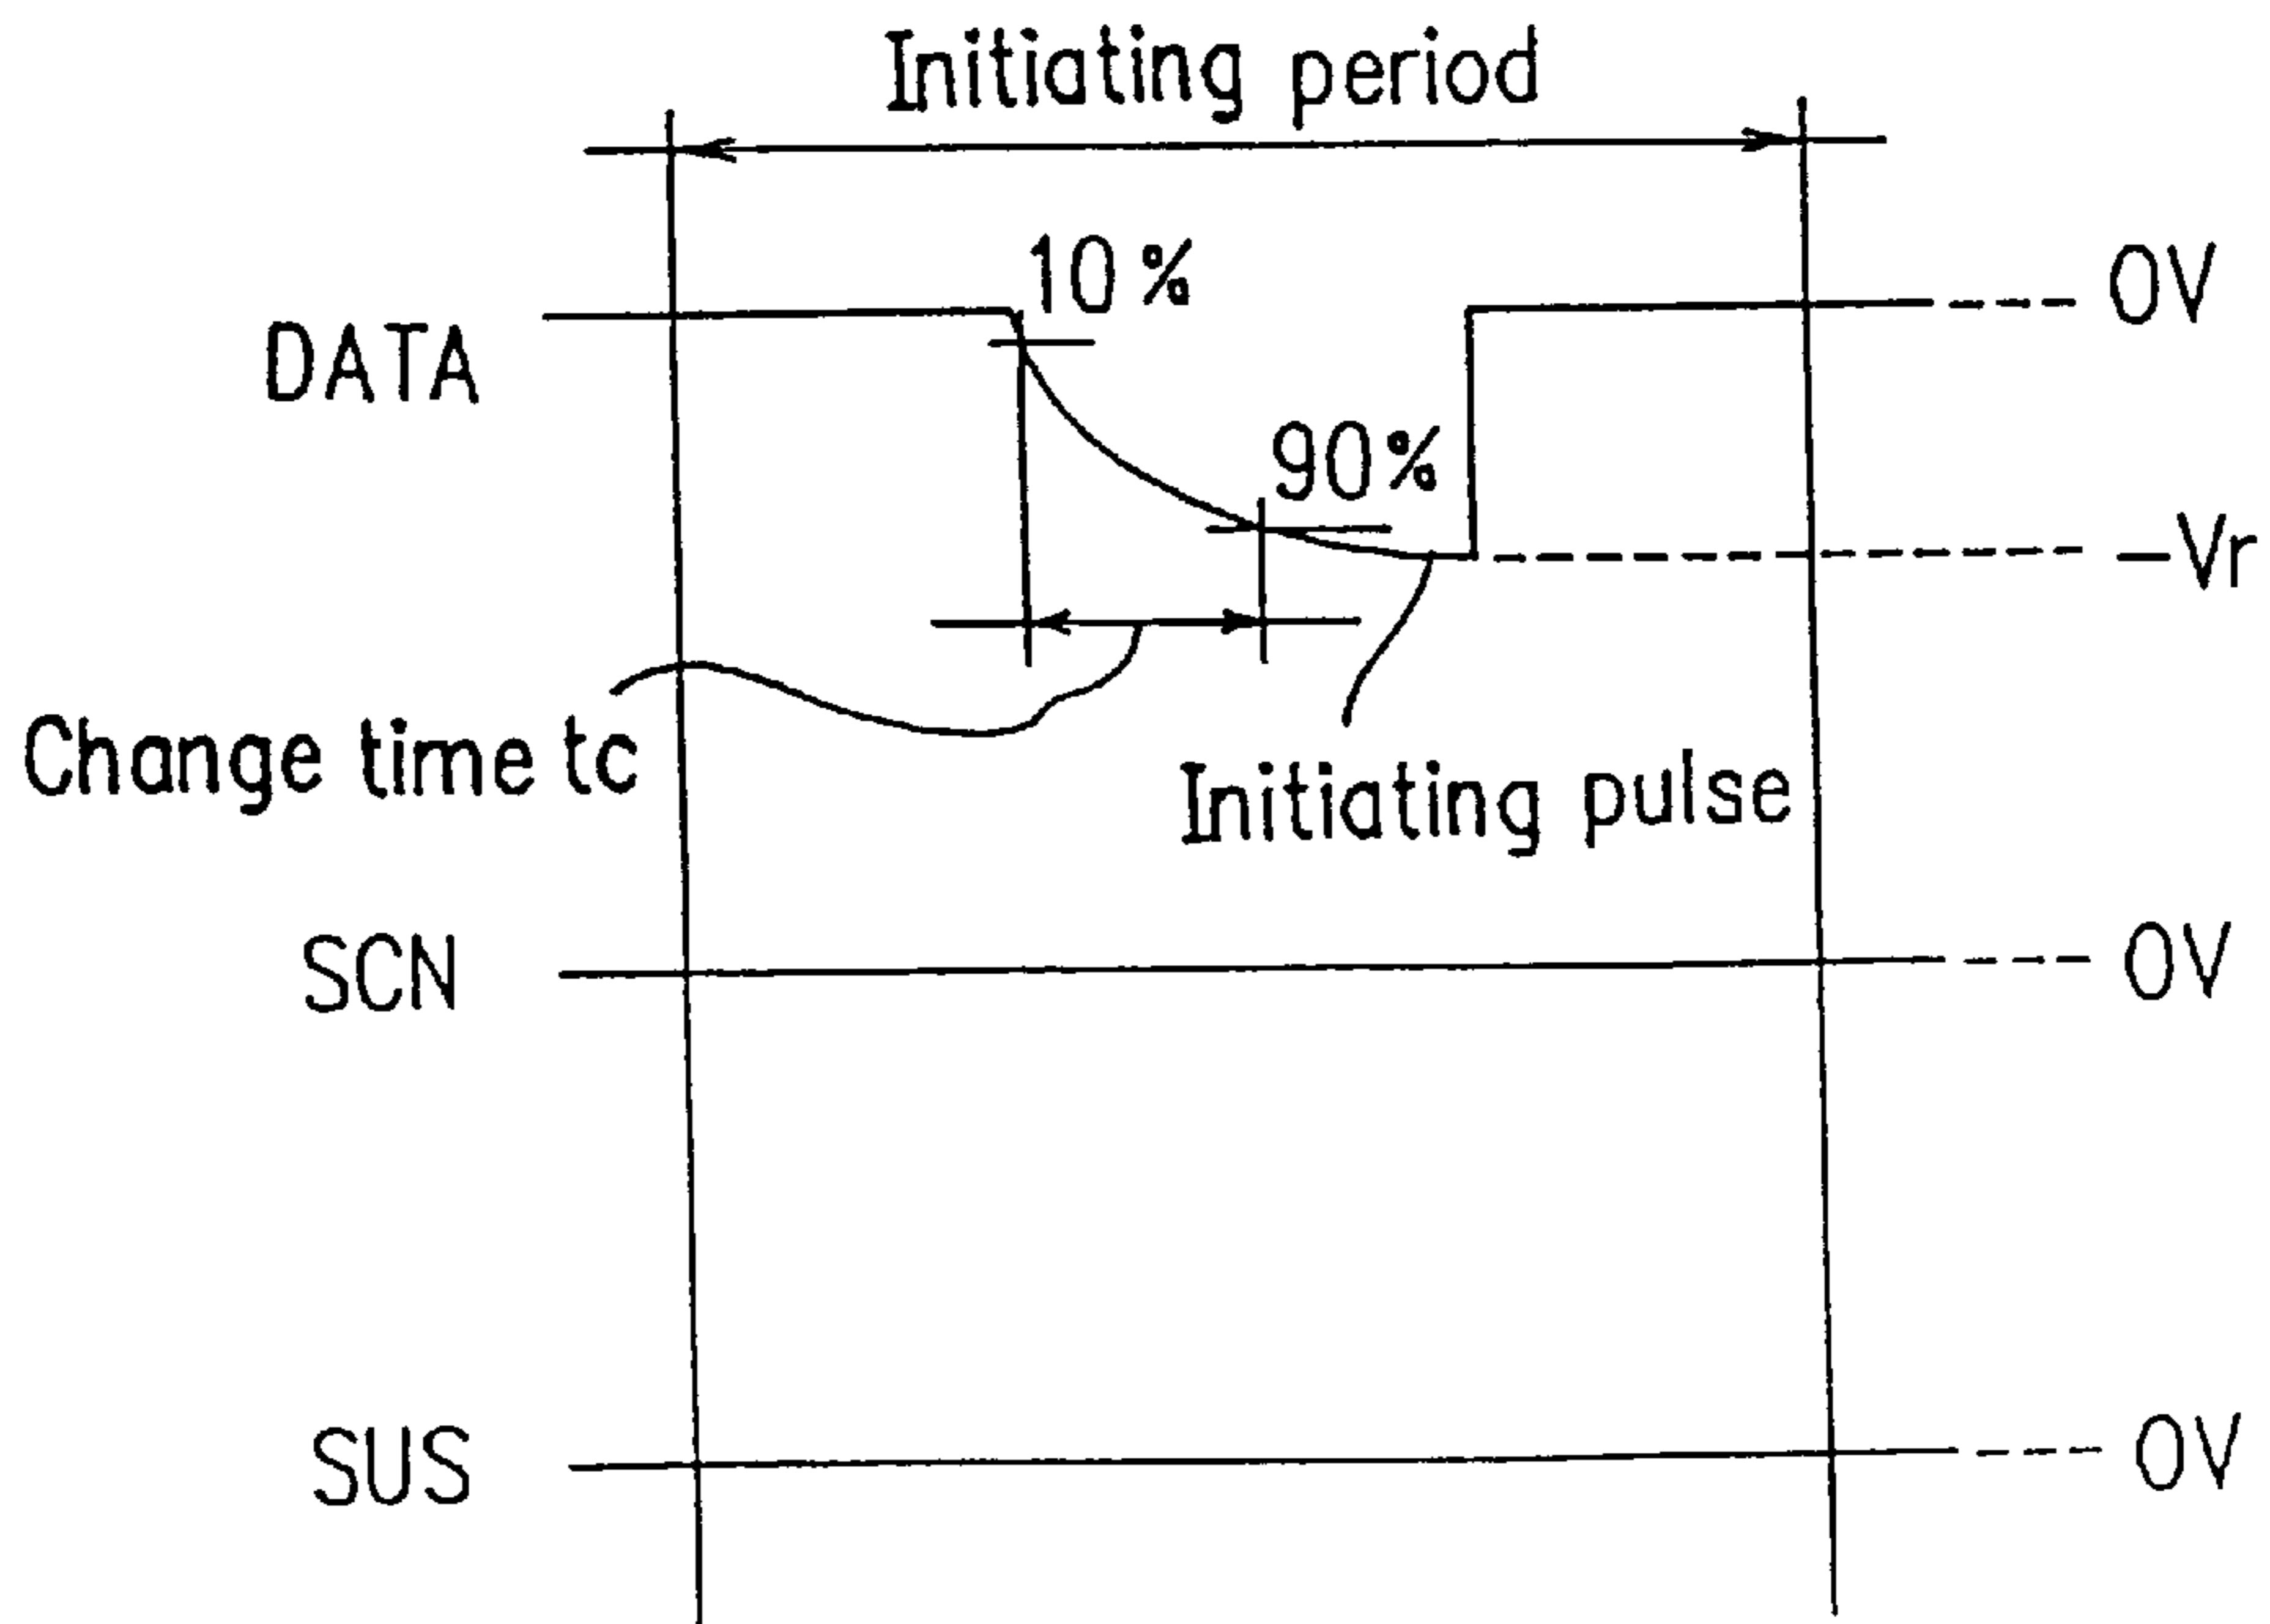 Initiating period
10%
0V
DATA
90%
-Vr
Change time tc
Initiating pulse
SCN
0V
SUS
0V